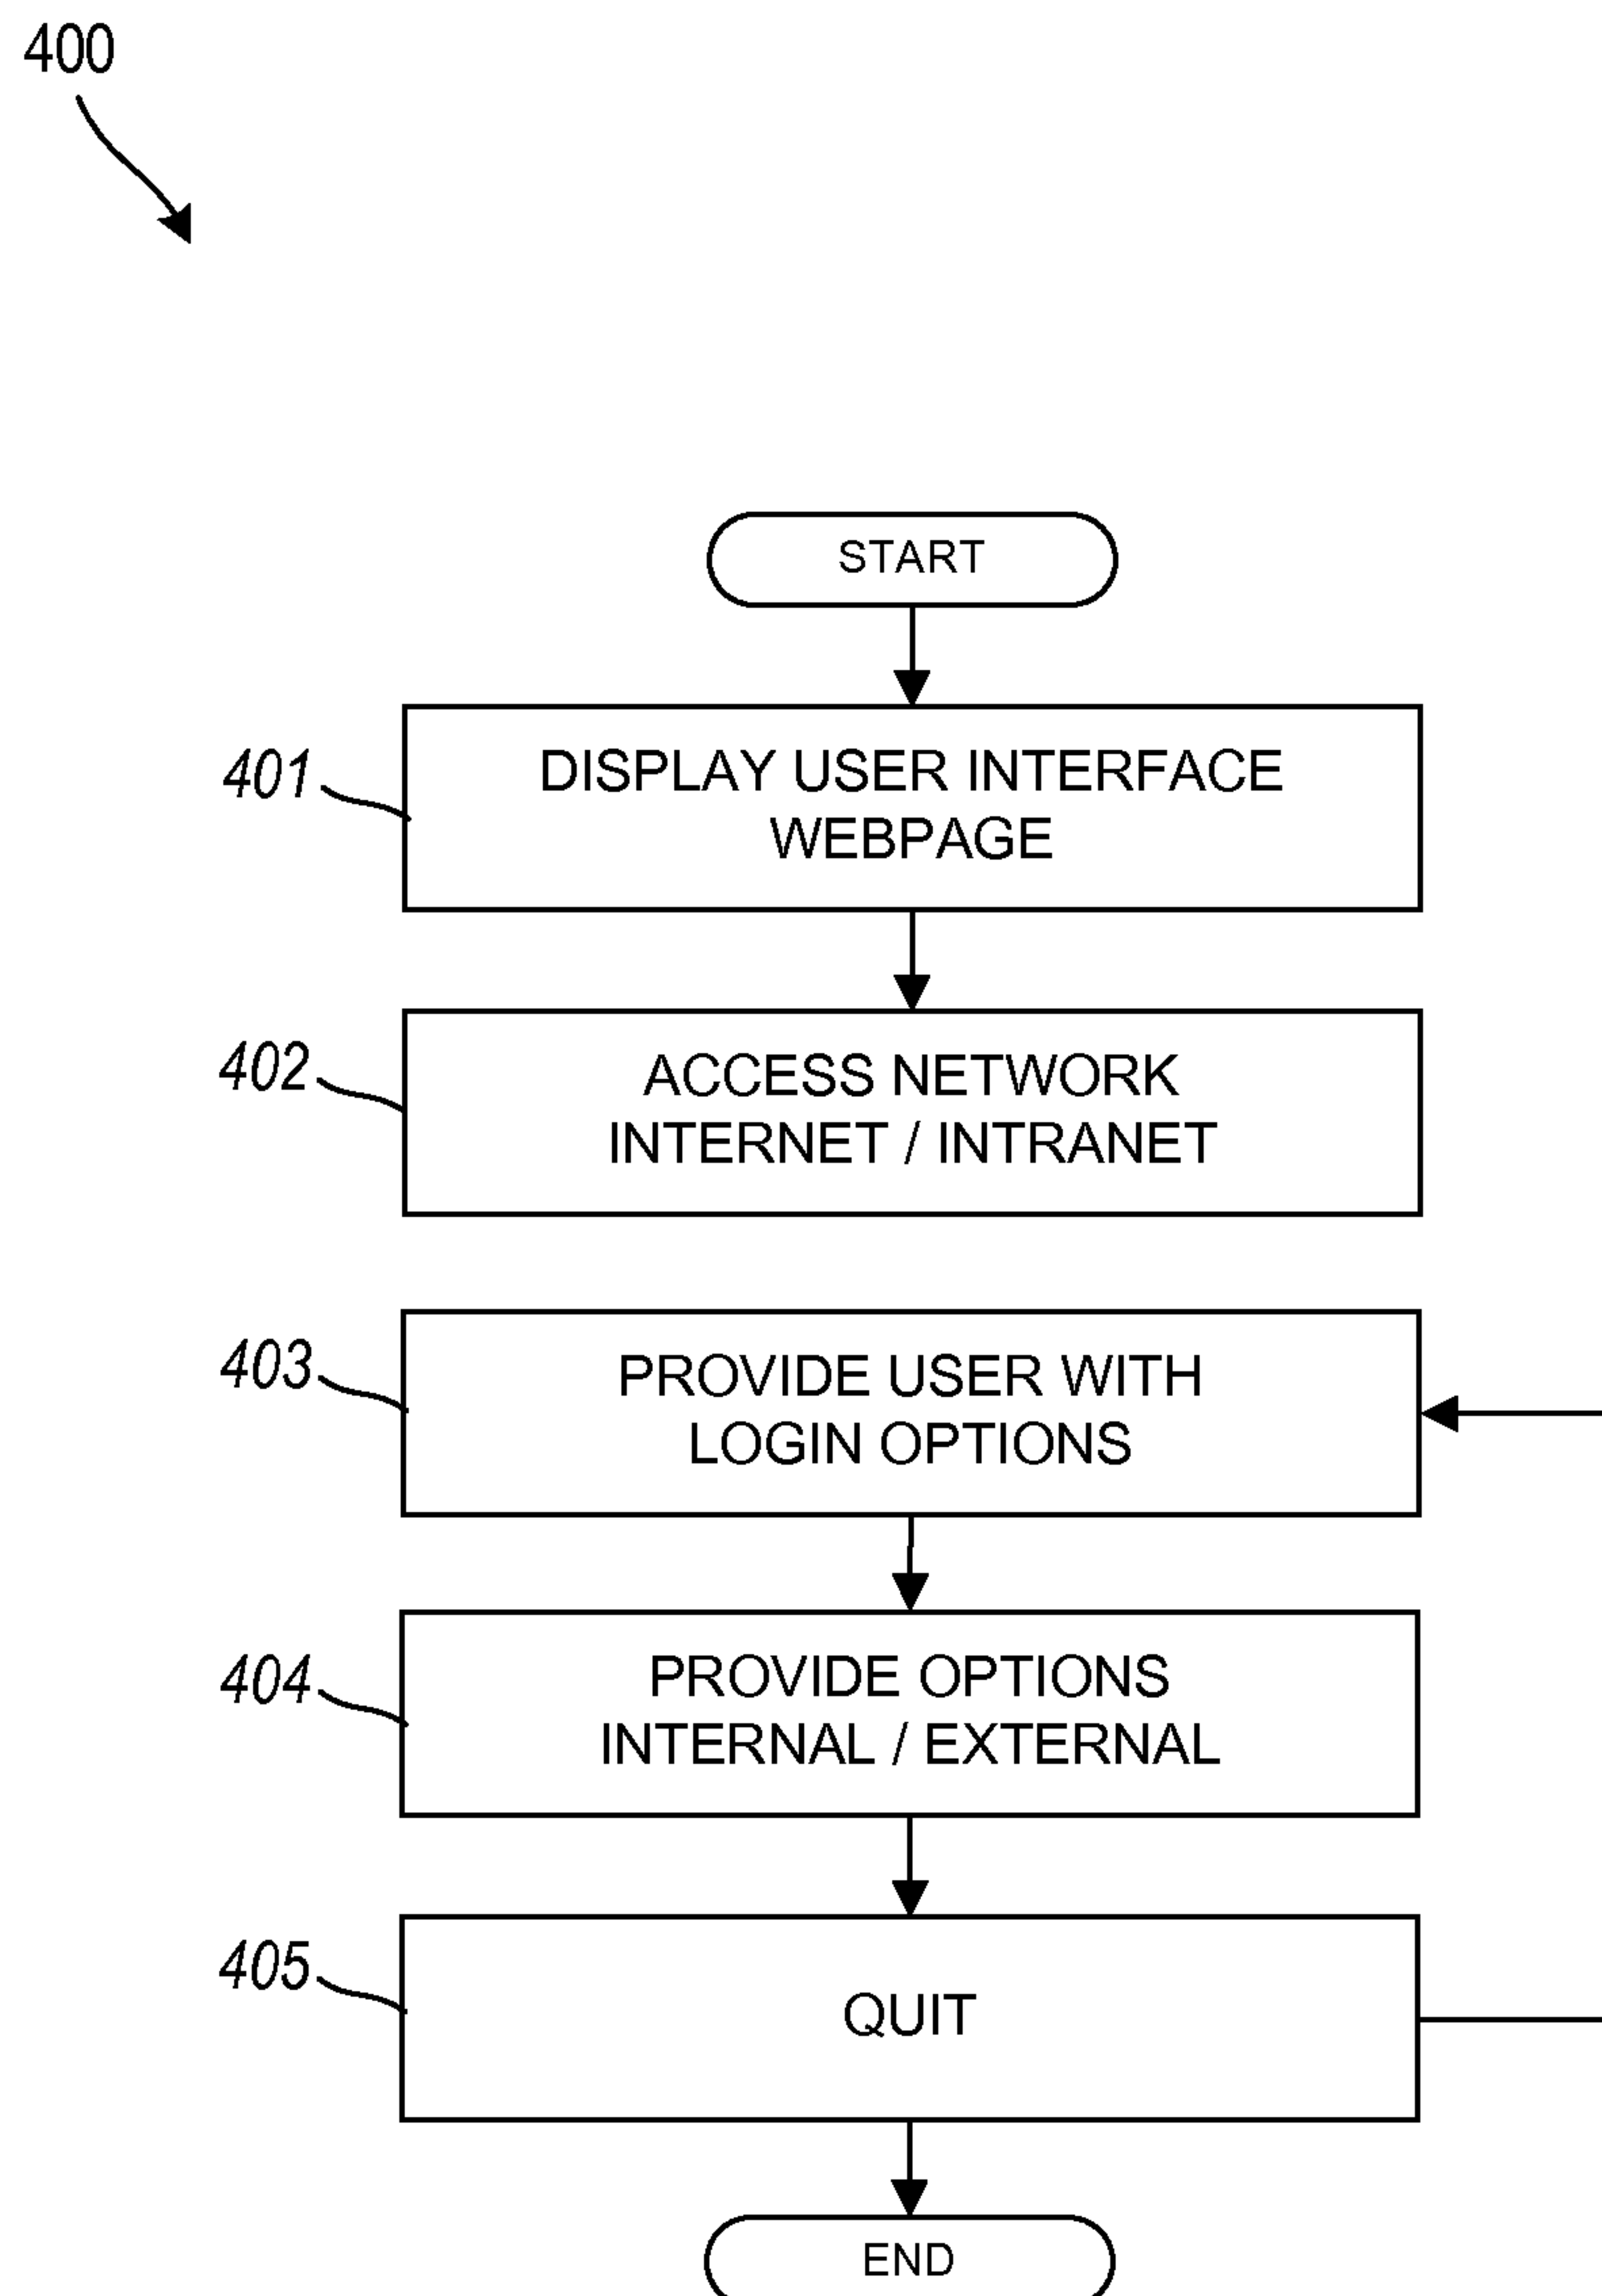 400
START
401
DISPLAY USER INTERFACE
WEBPAGE
402
ACCESS NETWORK
INTERNET / INTRANET
403
PROVIDE USER WITH
LOGIN OPTIONS
404
PROVIDE OPTIONS
INTERNAL / EXTERNAL
405
QUIT
END